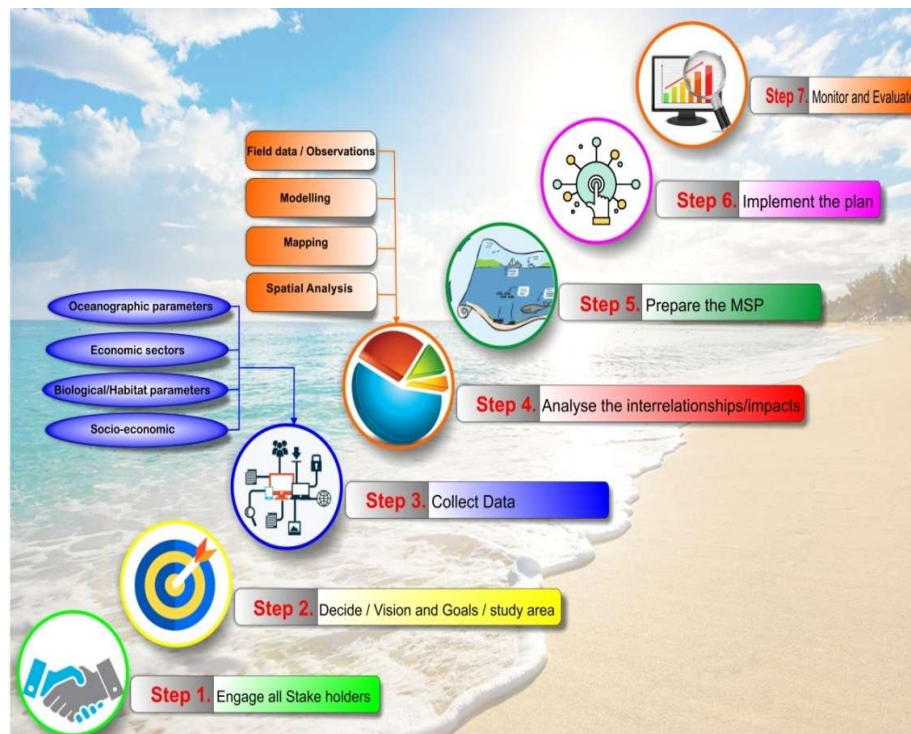 Step 7. Monitor and Evaluate
Field data / Observations
Step 6. Implement the plan
Modelling
Mapping
Spatial Analysis
Step 5. Prepare the MSP
Oceanographic parameters
Economic sectors
Biological/Habitat parameters
Socio-economic
Step 4. Analyse the interrelationships/impacts
Step 3. Collect Data
Step 2. Decide / Vision and Goals / study area
Step 1. Engage all Stake holders